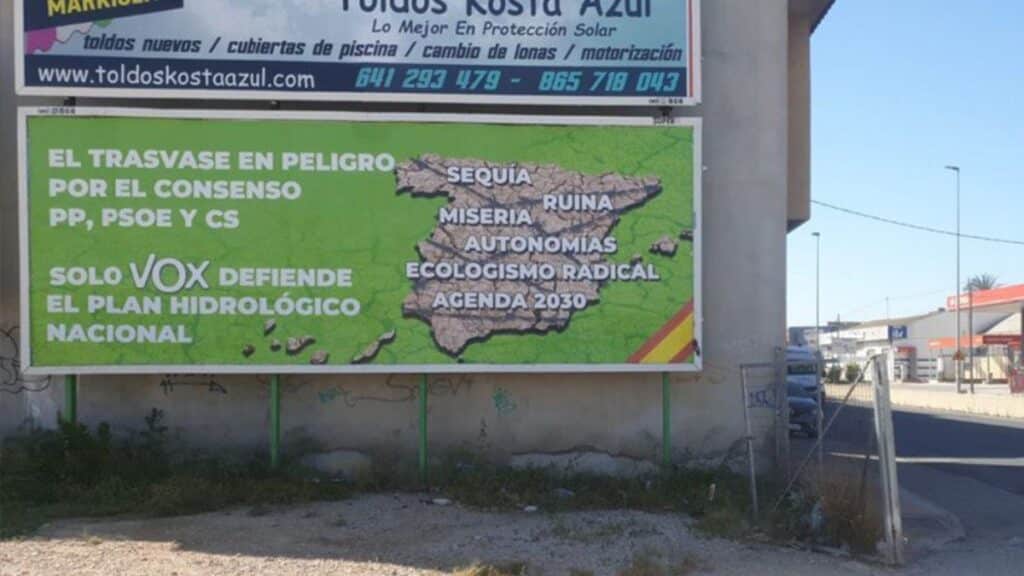 Toldos Kosta Azul
Lo Mejor En Protección Solar
toldos nuevos / cubiertas de piscina / cambio de lonas / motorización
www.toldoskostaazul.com 641 293 479 - 865 718 043
EL TRASVASE EN PELIGRO
POR EL CONSENSO
PP, PSOE Y CS
SOLO VOX DEFIENDE
EL PLAN HIDROLÓGICO
NACIONAL
SEQUÍA
RUINA
MISERIA
AUTONOMÍAS
ECOLOGISMO RADICAL
AGENDA 2030